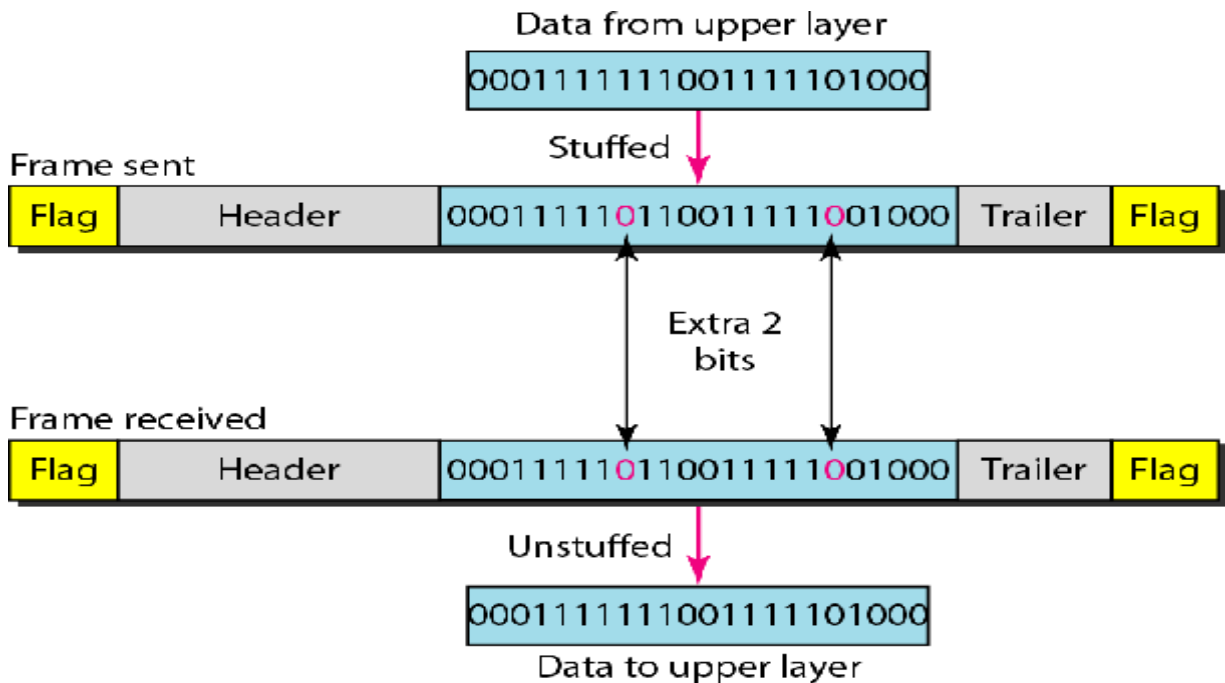 Data from upper layer
0001111111001111101000
Stuffed
Frame sent
Flag Header 000111110110011111001000 Trailer Flag
Extra 2
bits
Frame received
Flag Header 000111110110011111001000 Trailer Flag
Unstuffed
0001111111001111101000
Data to upper layer